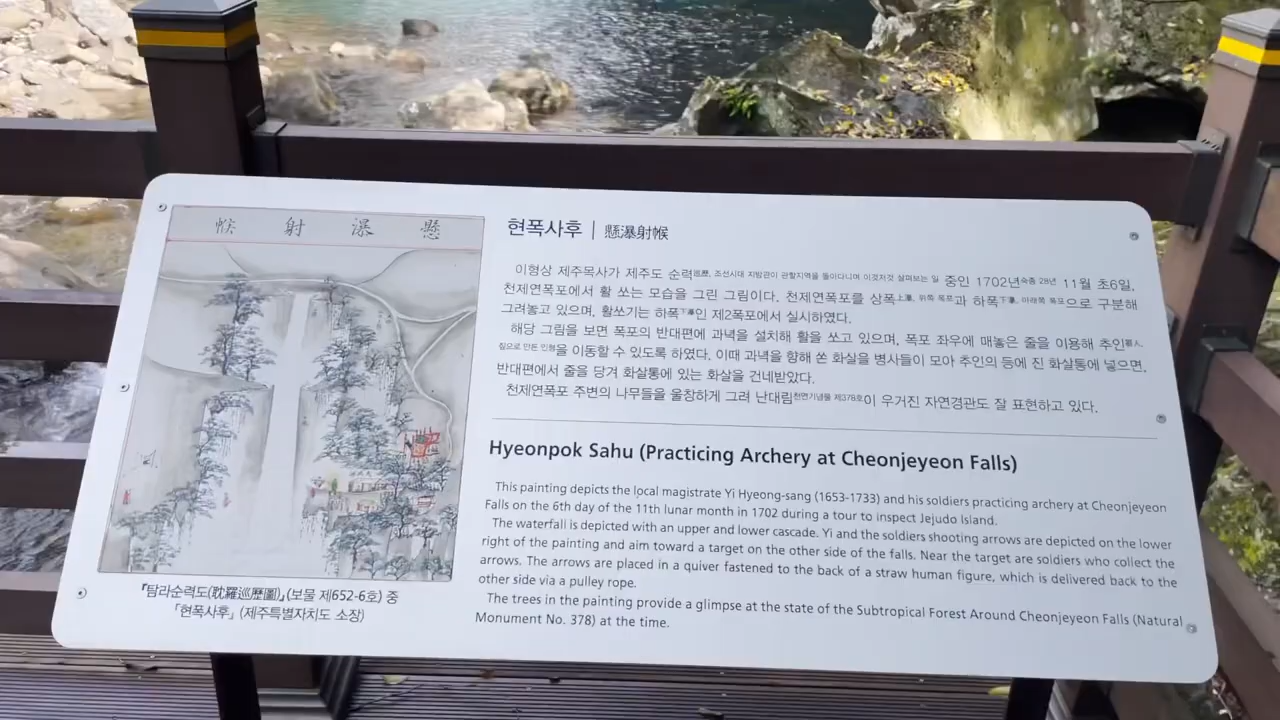 帿 射 瀑 懸
『탐라순력도(耽羅巡歷圖)』(보물 제652-6호) 중
「현폭사후」 (제주특별자치도 소장)
현폭사후 | 懸瀑射帿
이형상 제주목사가 제주도 순력巡歷, 조선시대 지방관이 관할지역을 돌아다니며 이것저것 살펴보는 일 중인 1702년숙종 28년 11월 초6일,
천제연폭포에서 활 쏘는 모습을 그린 그림이다. 천제연폭포를 상폭上瀑, 위쪽 폭포과 하폭下瀑, 아래쪽 폭포으로 구분해
그려놓고 있으며, 활쏘기는 하폭下瀑인 제2폭포에서 실시하였다.
해당 그림을 보면 폭포의 반대편에 과녁을 설치해 활을 쏘고 있으며, 폭포 좌우에 매놓은 줄을 이용해 추인芻人,
짚으로 만든 인형을 이동할 수 있도록 하였다. 이때 과녁을 향해 쏜 화살을 병사들이 모아 추인의 등에 진 화살통에 넣으면,
반대편에서 줄을 당겨 화살통에 있는 화살을 건네받았다.
천제연폭포 주변의 나무들을 울창하게 그려 난대림천연기념물 제378호이 우거진 자연경관도 잘 표현하고 있다.
Hyeonpok Sahu (Practicing Archery at Cheonjeyeon Falls)
This painting depicts the local magistrate Yi Hyeong-sang (1653-1733) and his soldiers practicing archery at Cheonjeyeon
Falls on the 6th day of the 11th lunar month in 1702 during a tour to inspect Jejudo Island.
The waterfall is depicted with an upper and lower cascade. Yi and the soldiers shooting arrows are depicted on the lower
right of the painting and aim toward a target on the other side of the falls. Near the target are soldiers who collect the
arrows. The arrows are placed in a quiver fastened to the back of a straw human figure, which is delivered back to the
other side via a pulley rope.
The trees in the painting provide a glimpse at the state of the Subtropical Forest Around Cheonjeyeon Falls (Natural
Monument No. 378) at the time.